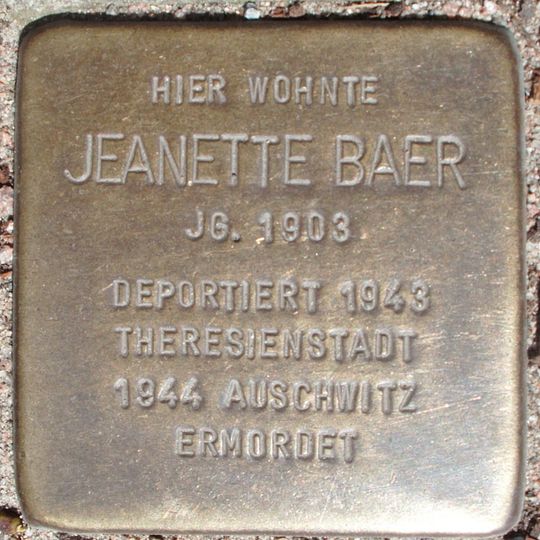 HIER WOHNTE
JEANETTE BAER
JG. 1903
DEPORTIERT 1943
THERESIENSTADT
1944 AUSCHWITZ
ERMORDET